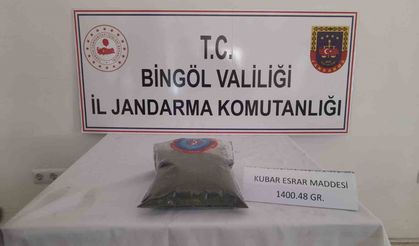 T.C.
BİNGÖL VALİLİĞİ
İL JANDARMA KOMUTANLIĞI
KUBAR ESRAR MADDESİ
1400.48 GR.